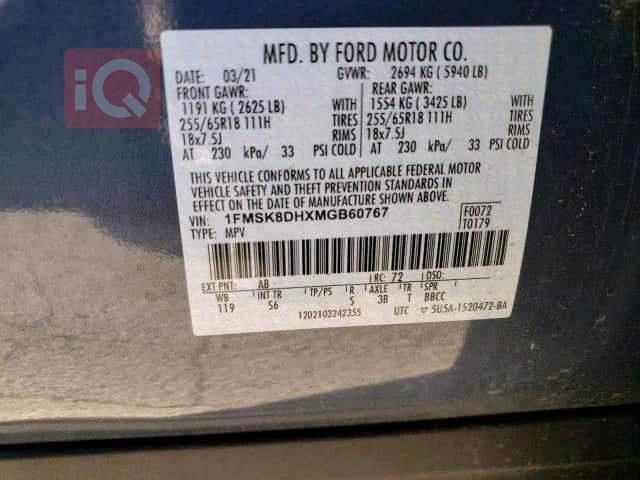 iQ
MFD. BY FORD MOTOR CO.
DATE: 03/21 GVWR: 2694 KG ( 5940 LB)
FRONT GAWR: REAR GAWR:
1191 KG ( 2625 LB) WITH 1554 KG ( 3425 LB) WITH
255/65R18 111H TIRES 255/65R18 111H TIRES
18x7.5J RIMS 18x7.5J RIMS
AT 230 kPa/ 33 PSI COLD AT 230 kPa/ 33 PSI COLD
THIS VEHICLE CONFORMS TO ALL APPLICABLE FEDERAL MOTOR
VEHICLE SAFETY AND THEFT PREVENTION STANDARDS IN
EFFECT ON THE DATE OF MANUFACTURE SHOWN ABOVE.
VIN: 1FMSK8DHXMGB60767 F0072
TYPE: MPV T0179
EXT PNT: AB RC: 72 DSO:
WB INT TR TP/PS R AXLE TR SPR
119 S6 S 3B T BBCC
1202103242355 UTC ▽ 5U5A-1520472-BA